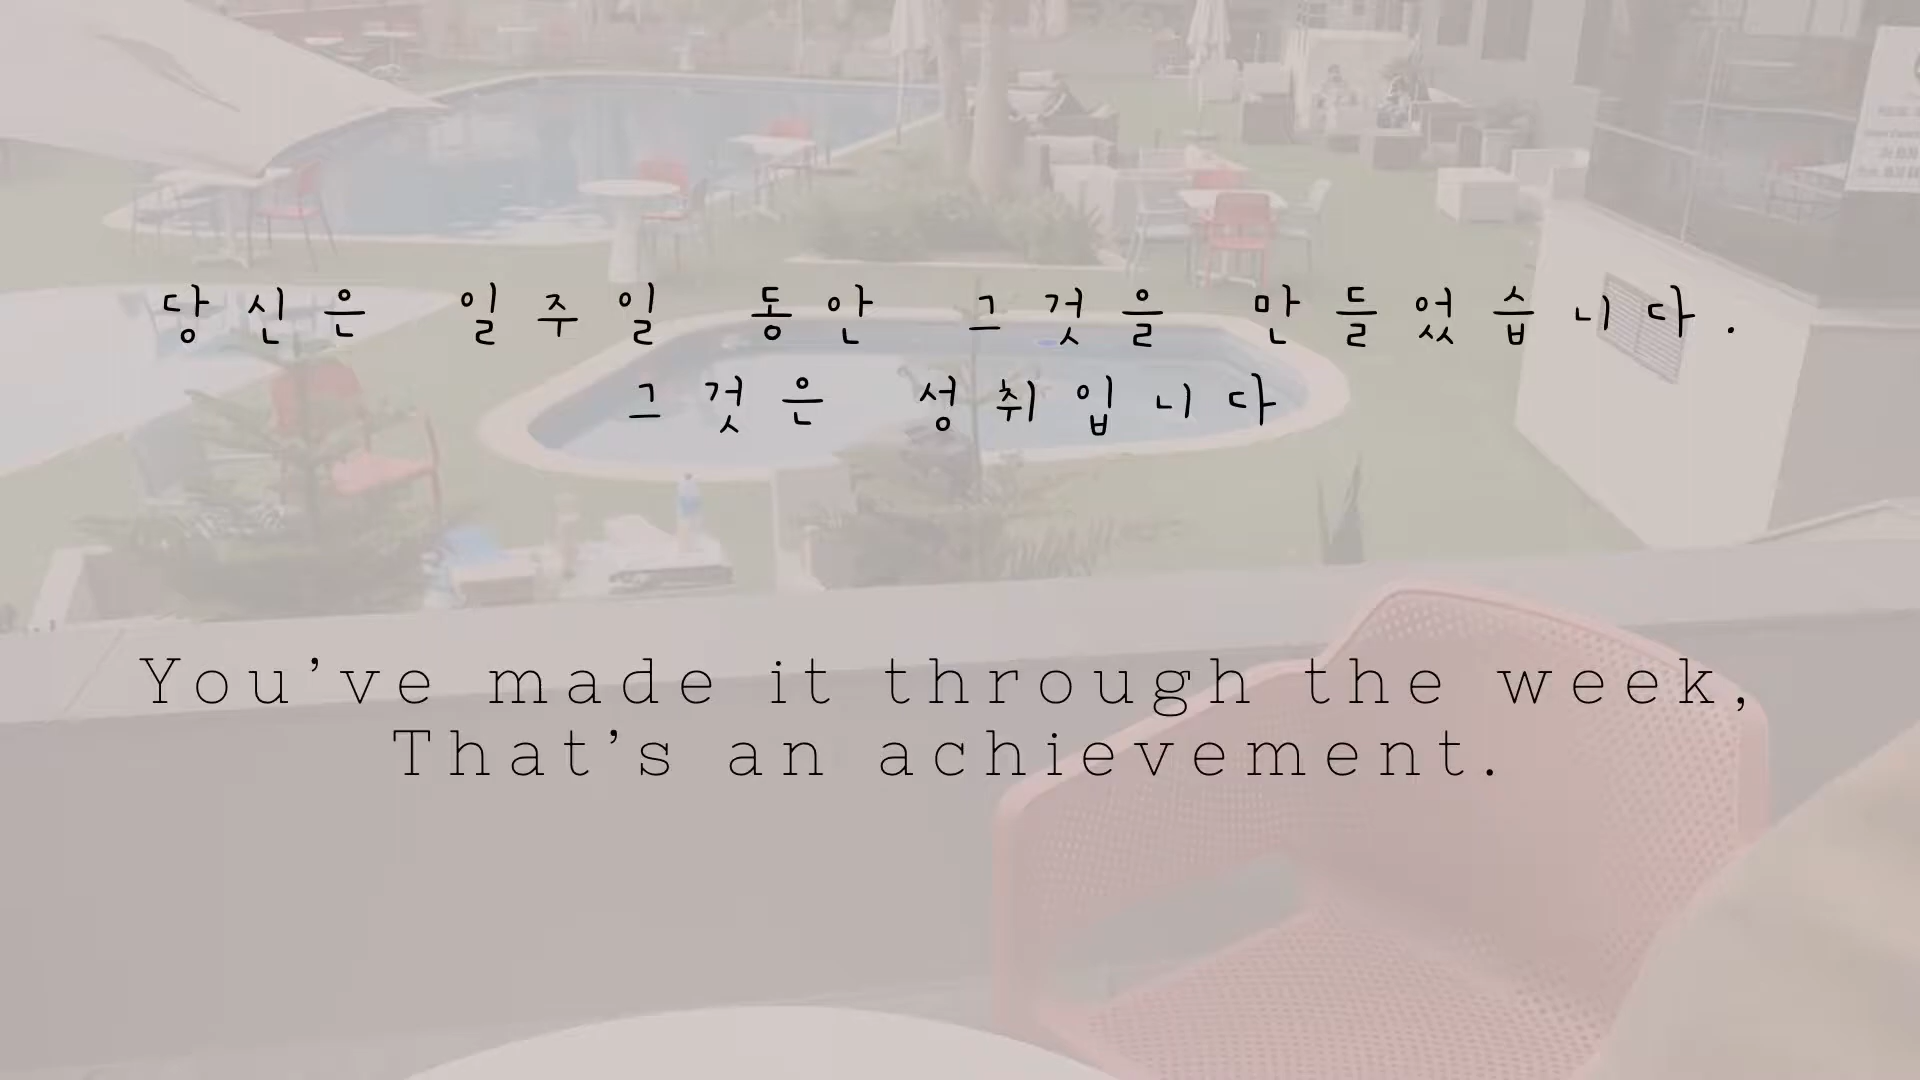 당신은 일주일 동안 그것을 만들었습니다.
그것은 성취입니다
You've made it through the week,
That's an achievement.